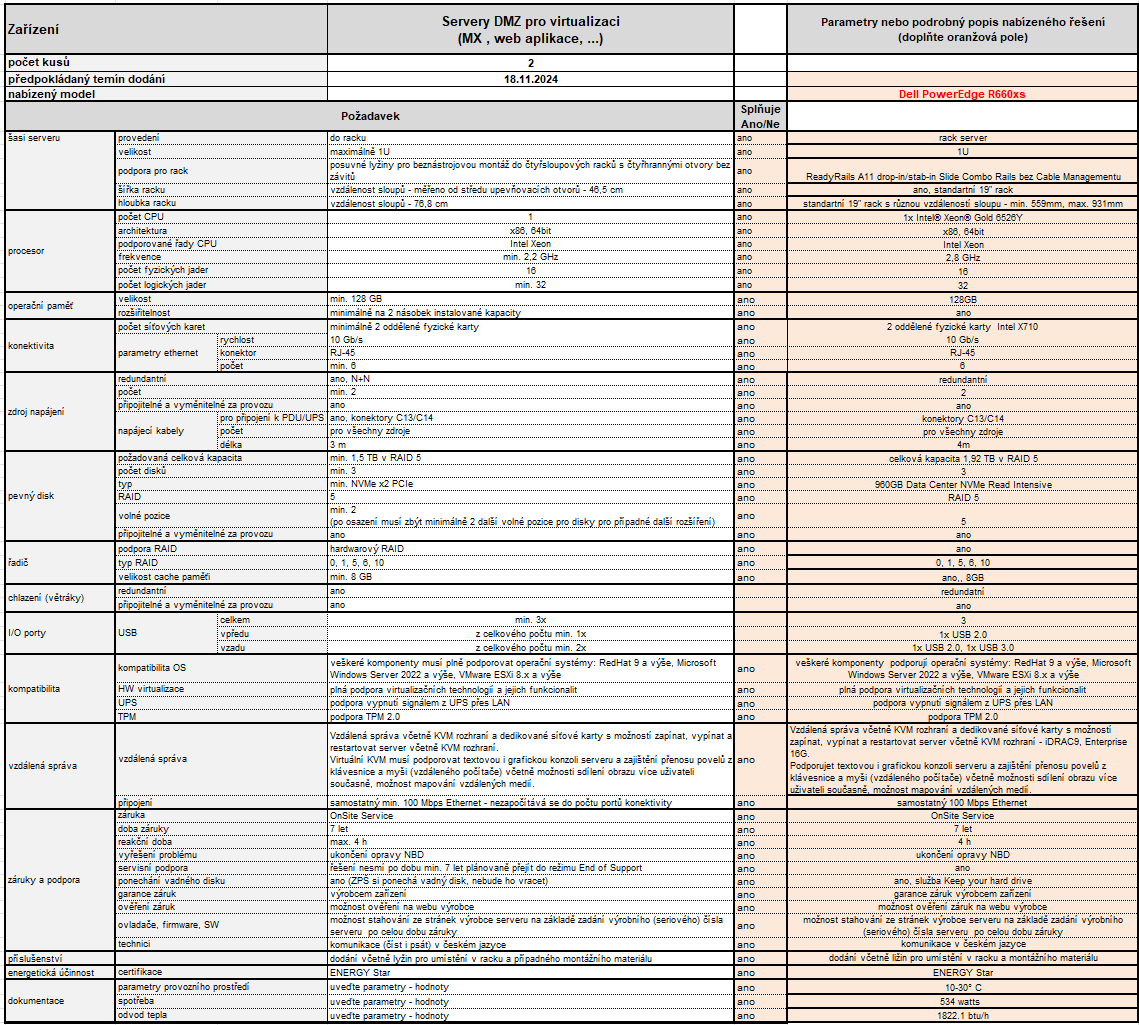 Zařízení
Servery DMZ pro virtualizaci
(MX , web aplikace, ...)
Parametry nebo podrobný popis nabízeného řešení
(doplňte oranžová pole)
počet kusů 2
předpokládaný temín dodání 18.11.2024
nabízený model Dell PowerEdge R660xs
Požadavek Splňuje
Ano/Ne
šasi serveru provedení do racku ano rack server
velikost maximálně 1U ano 1U
podpora pro rack posuvné lyžiny pro beznástrojovou montáž do čtyřsloupových racků s čtyřhrannými otvory bez
závitů ano ReadyRails A11 drop-in/stab-in Slide Combo Rails bez Cable Managementu
šířka racku vzdálenost sloupů - měřeno od středu upevňovacích otvorů - 46,5 cm ano ano, standartní 19" rack
hloubka racku vzdálenost sloupů - 76,8 cm ano standartní 19" rack s různou vzdáleností sloupu - min. 559mm, max. 931mm
procesor
počet CPU 1 ano 1x Intel® Xeon® Gold 6526Y
architektura x86, 64bit ano x86, 64bit
podporované řady CPU Intel Xeon ano Intel Xeon
frekvence min. 2,2 GHz ano 2,8 GHz
počet fyzických jader 16 ano 16
počet logických jader min. 32 ano 32
operační paměť
velikost min. 128 GB ano 128GB
rozšiřitelnost minimálně na 2 násobek instalované kapacity ano ano
konektivita
počet síťových karet minimálně 2 oddělené fyzické karty ano 2 oddělené fyzické karty Intel X710
parametry ethernet
rychlost 10 Gb/s ano 10 Gb/s
konektor RJ-45 ano RJ-45
počet min. 6 ano 6
zdroj napájení
redundantní ano, N+N ano redundantní
počet min. 2 ano 2
připojitelné a vyměnitelné za provozu ano ano ano
napájecí kabely
pro připojení k PDU/UPS ano, konektory C13/C14 ano konektory C13/C14
počet pro všechny zdroje ano pro všechny zdroje
délka 3 m ano 4m
pevný disk
požadovaná celková kapacita min. 1,5 TB v RAID 5 ano celková kapacita 1,92 TB v RAID 5
počet disků min. 3 ano 3
typ min. NVMe x2 PCIe ano 960GB Data Center NVMe Read Intensive
RAID 5 ano RAID 5
volné pozice min. 2
(po osazení musí zbýt minimálně 2 další volné pozice pro disky pro případné další rozšíření) ano 5
připojitelné a vyměnitelné za provozu ano ano ano
řadič
podpora RAID hardwarový RAID ano ano
typ RAID 0, 1, 5, 6, 10 ano 0, 1, 5, 6, 10
velikost cache paměti min. 8 GB ano ano,, 8GB
chlazení (větráky)
redundantní ano redundatní
připojitelné a vyměnitelné za provozu ano ano
I/O porty
USB
celkem min. 3x 3
vpředu z celkového počtu min. 1x 1x USB 2.0
vzadu z celkového počtu min. 2x 1x USB 2.0, 1x USB 3.0
kompatibilita
kompatibilita OS veškeré komponenty musí plně podporovat operační systémy: RedHat 9 a výše, Microsoft
Windows Server 2022 a výše, VMware ESXi 8.x a výše ano
veškeré komponenty podporují operační systémy: RedHat 9 a výše, Microsoft
Windows Server 2022 a výše, VMware ESXi 8.x a výše
HW virtualizace plná podpora virtualizačních technologií a jejich funkcionalit ano plná podpora virtualizačních technologií a jejich funkcionalit
UPS podpora vypnutí signálem z UPS přes LAN ano podpora vypnutí signálem z UPS přes LAN
TPM podpora TPM 2.0 ano podpora TPM 2.0
vzdálená správa
vzdálená správa
Vzdálená správa včetně KVM rozhraní a dedikované síťové karty s možností zapínat, vypínat a
restartovat server včetně KVM rozhraní.
Virtuální KVM musí podporovat textovou i grafickou konzoli serveru a zajištění přenosu povelů z
klávesnice a myši (vzdáleného počítače) včetně možnosti sdílení obrazu více uživateli
současně, možnost mapování vzdálených medií.
ano
Vzdálená správa včetně KVM rozhraní a dedikované síťové karty s možností
zapínat, vypínat a restartovat server včetně KVM rozhraní - iDRAC9, Enterprise
16G.
Podporujet textovou i grafickou konzoli serveru a zajištění přenosu povelů z
klávesnice a myši (vzdáleného počítače) včetně možnosti sdílení obrazu více
uživateli současně, možnost mapování vzdálených medií.
připojení samostatný min. 100 Mbps Ethernet - nezapočítává se do počtu portů konektivity ano samostatný 100 Mbps Ethernet
záruky a podpora
záruka OnSite Service ano OnSite Service
doba záruky 7 let ano 7 let
reakční doba max. 4 h ano 4 h
vyřešení problému ukončení opravy NBD ano ukončení opravy NBD
servisní podpora řešení nesmí po dobu min. 7 let plánovaně přejít do režimu End of Support ano ano
ponechání vadného disku ano (ZPŠ si ponechá vadný disk, nebude ho vracet) ano ano, služba Keep your hard drive
garance záruk výrobcem zařízení ano garance záruk výrobcem zařízení
ověření záruk možnost ověření záruk na webu výrobce ano možnost ověření záruk na webu výrobce
ovladače, firmware, SW možnost stahování ze stránek výrobce serveru na základě zadání výrobního (seriového) čísla
serveru po celou dobu záruky ano
možnost stahování ze stránek výrobce serveru na základě zadání výrobního
(seriového) čísla serveru po celou dobu záruky
technici komunikace (číst i psát) v českém jazyce ano komunikace v českém jazyce
příslušenství dodání včetně lyžin pro umístění v racku a případného montážního materiálu ano dodání včetně ližin pro umístění v racku a montážního materiálu
energetická účinnost certifikace ENERGY Star ano ENERGY Star
dokumentace
parametry provozního prostředí uveďte parametry - hodnoty ano 10-30° C
spotřeba uveďte parametry - hodnoty ano 534 watts
odvod tepla uveďte parametry - hodnoty ano 1822.1 btu/h